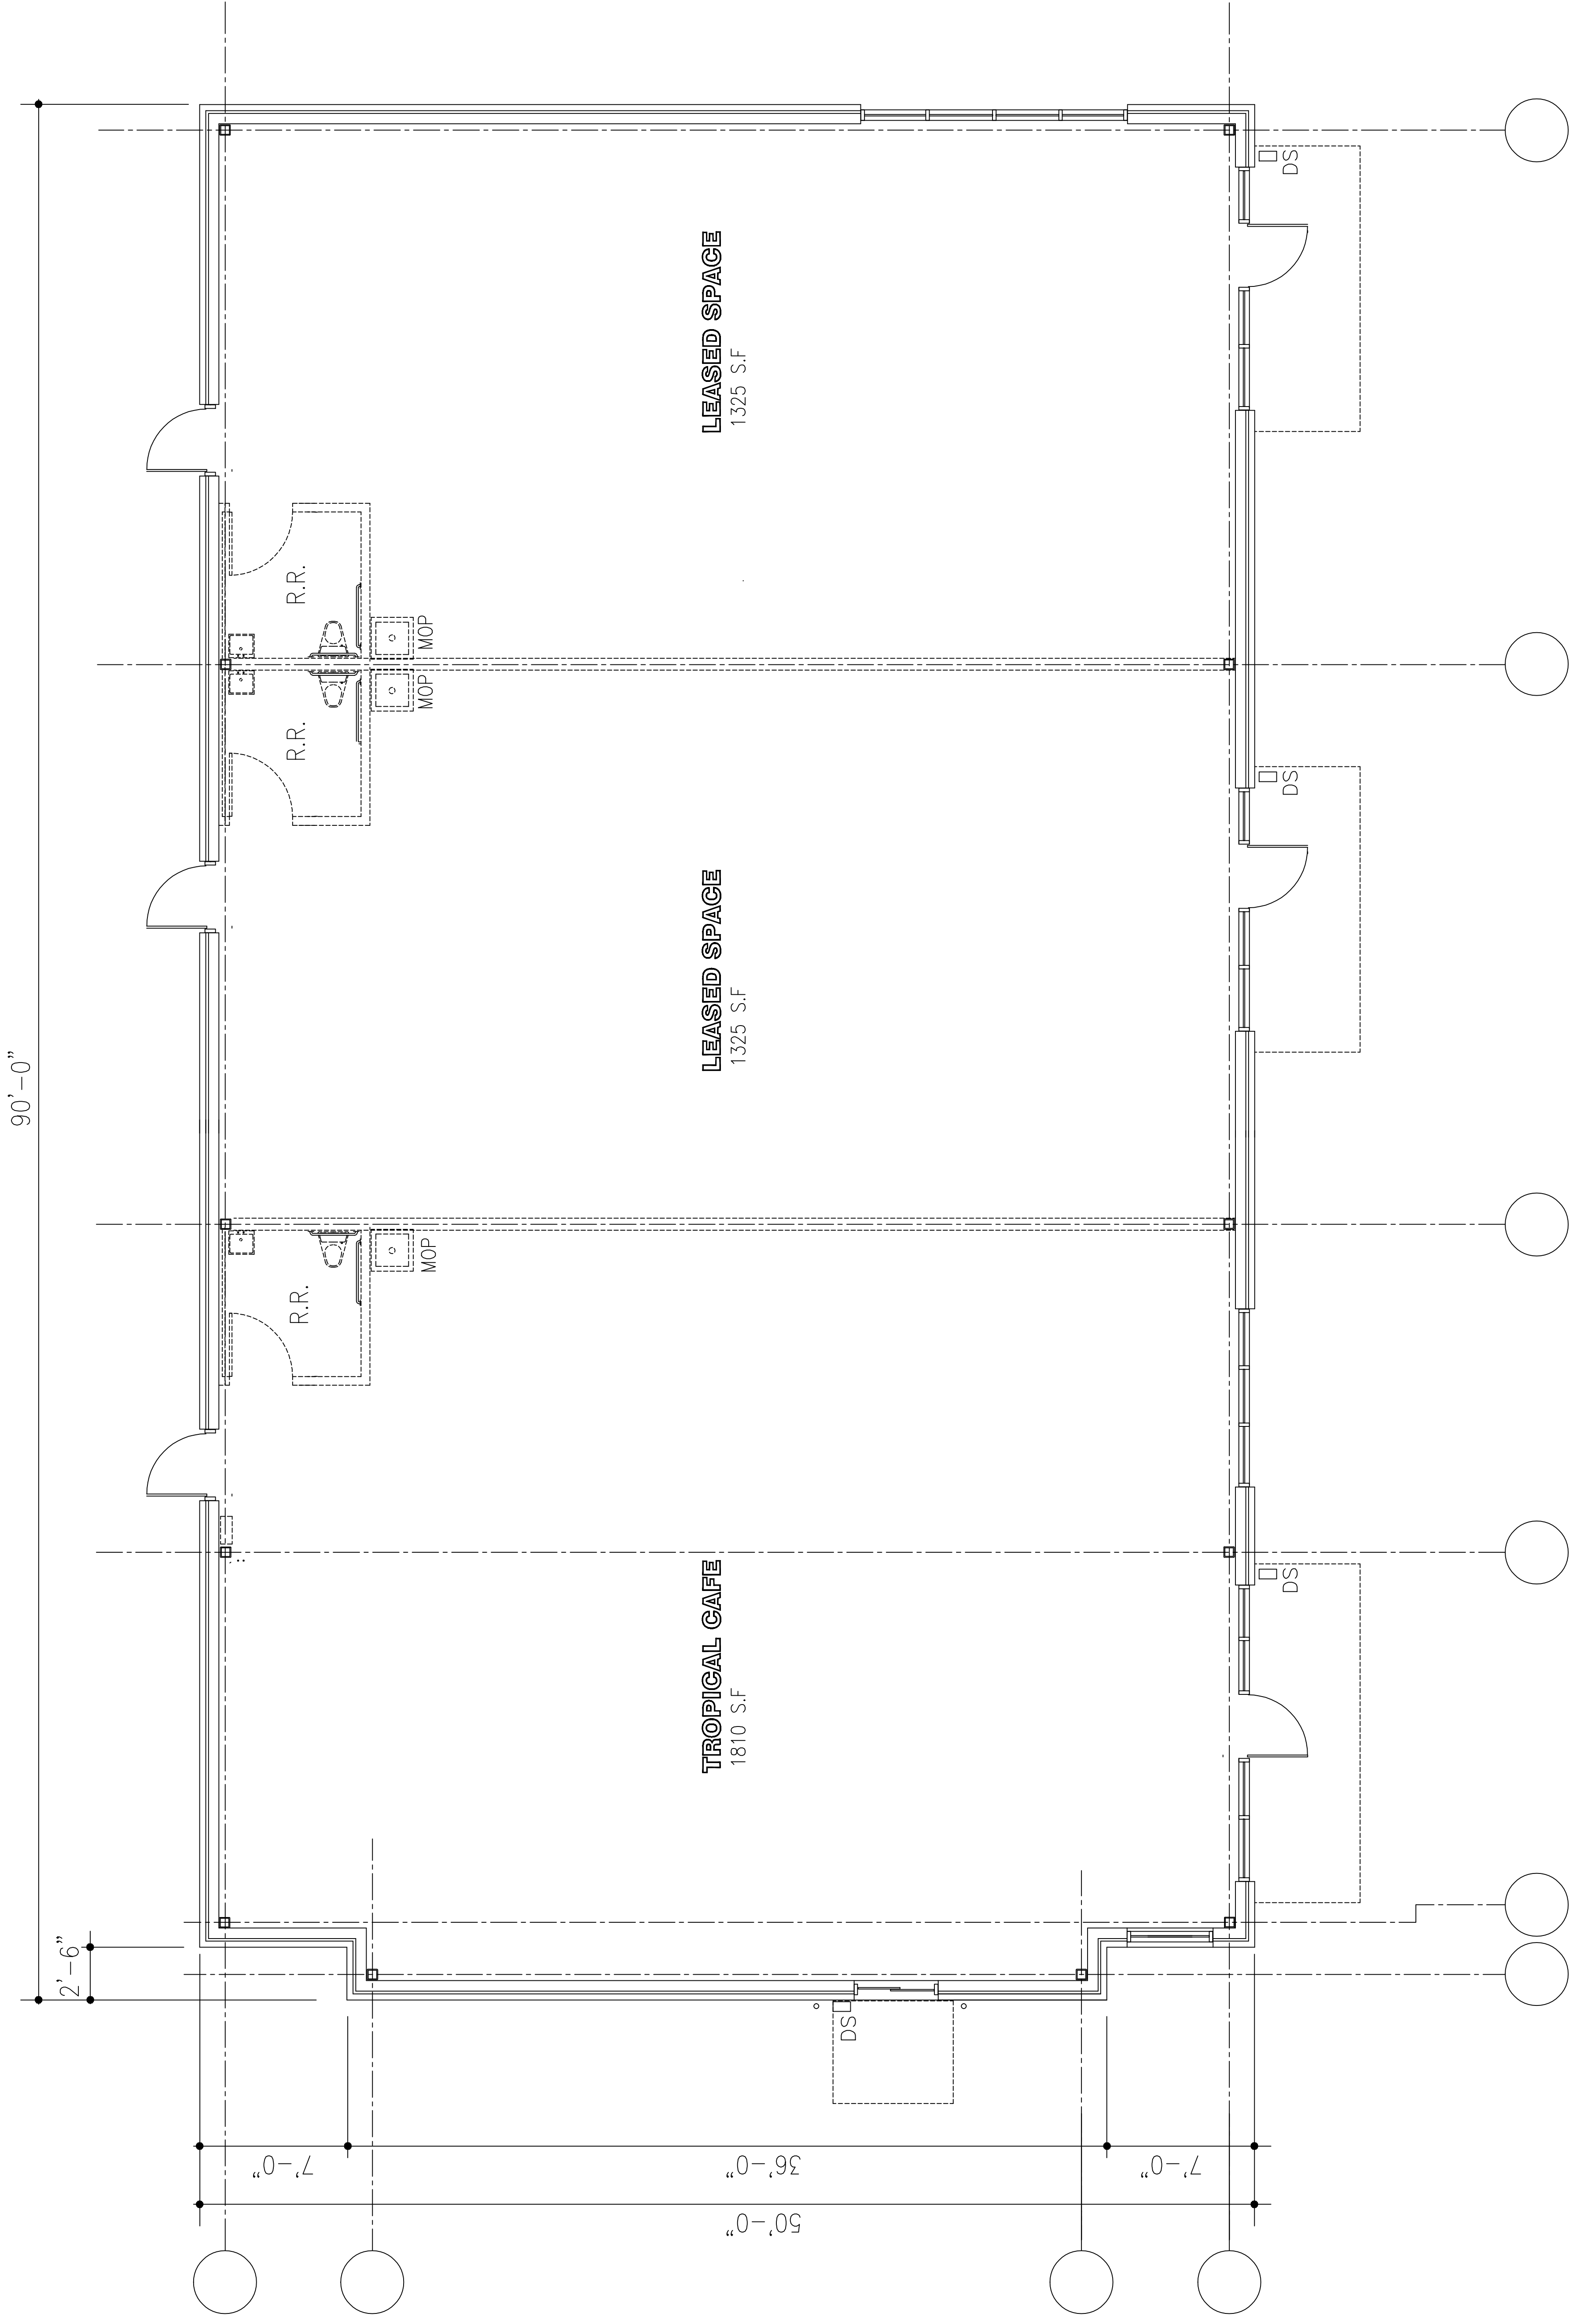 90'-0"
2'-6"
LEASED SPACE
1325 S.F
R.R.
MOP
DS
LEASED SPACE
1325 S.F
R.R.
MOP
DS
TROPICAL CAFE
1810 S.F
R.R.
MOP
DS
DS
7'-0"
36'-0"
7'-0"
50'-0"